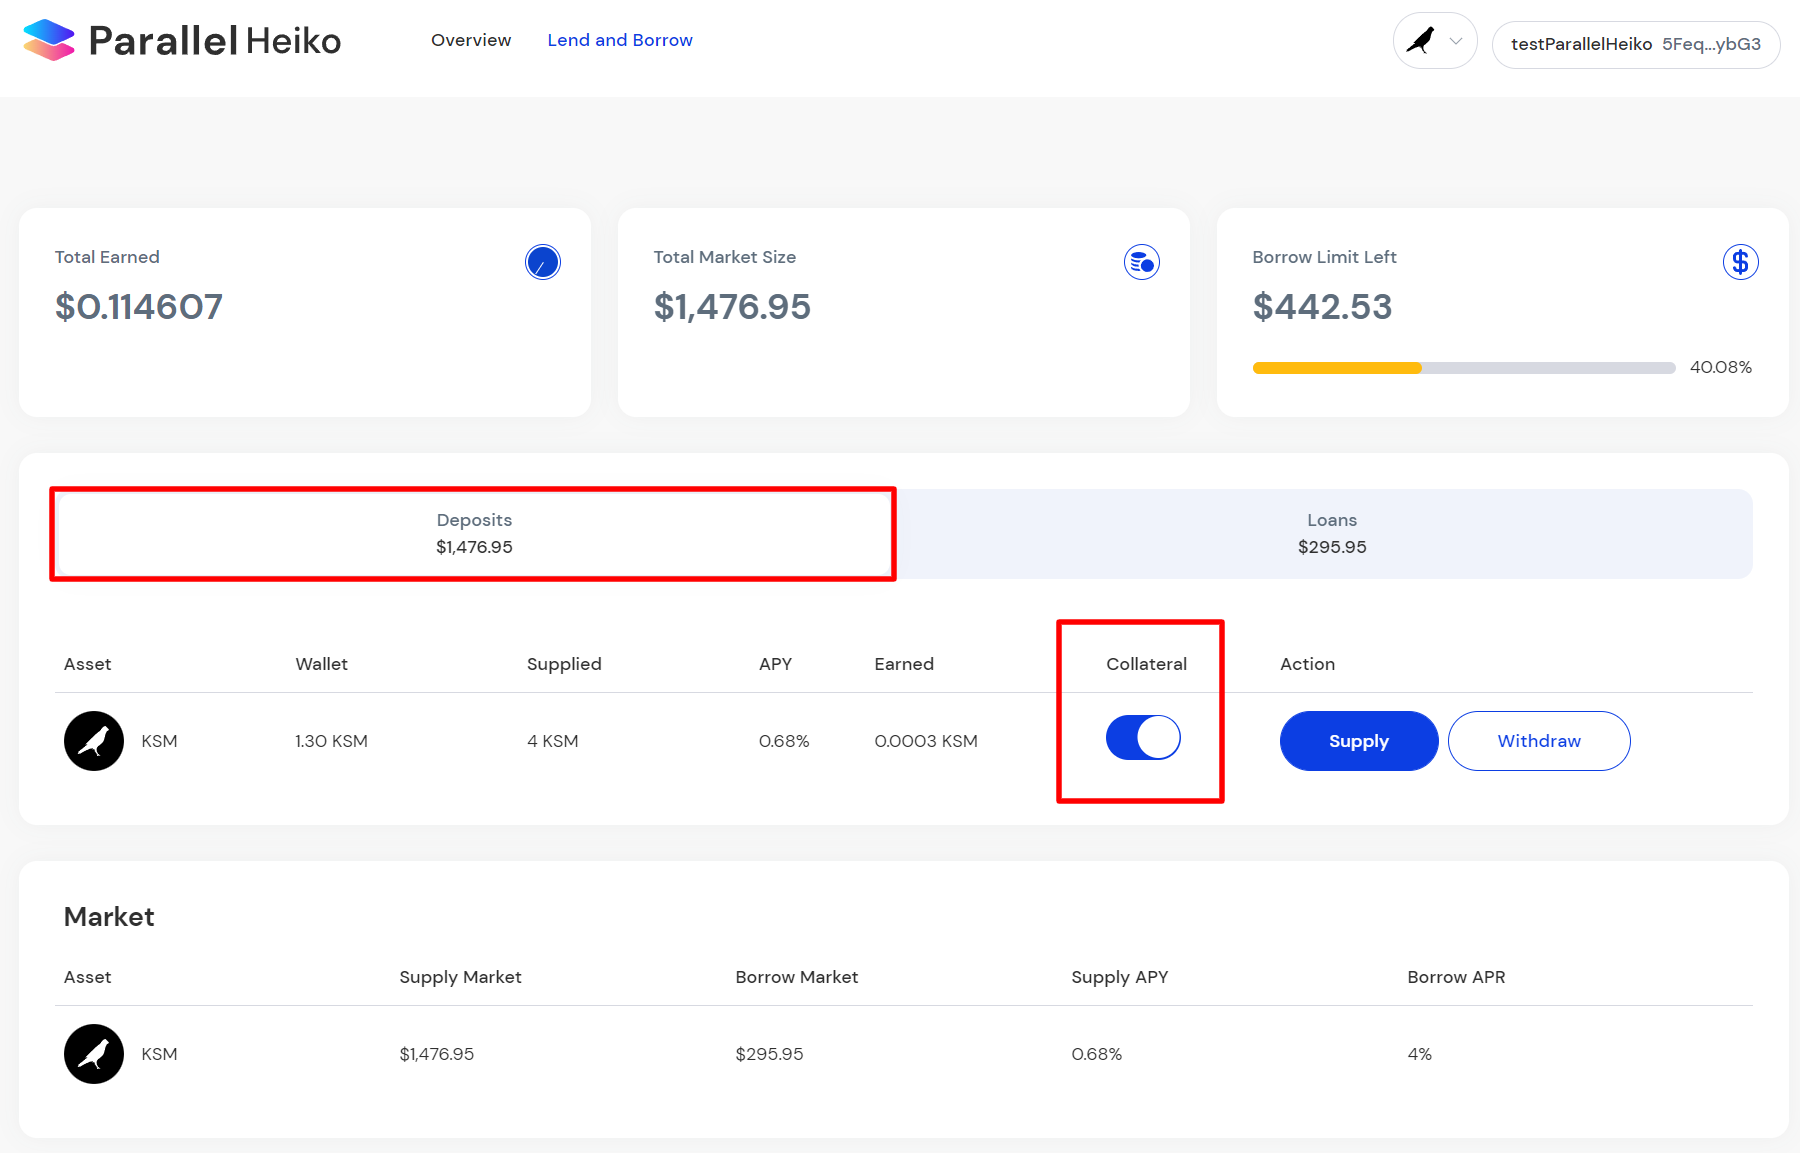 Parallel Heiko
Overview
Lend and Borrow
testParallelHeiko 5Feq...ybG3
Total Earned
$0.114607
Total Market Size
$1,476.95
Borrow Limit Left
$442.53
40.08%
Deposits
$1,476.95
Loans
$295.95
Asset Wallet Supplied APY Earned Collateral Action
KSM 1.30 KSM 4 KSM 0.68% 0.0003 KSM Supply Withdraw
Market
Asset Supply Market Borrow Market Supply APY Borrow APR
KSM $1,476.95 $295.95 0.68% 4%